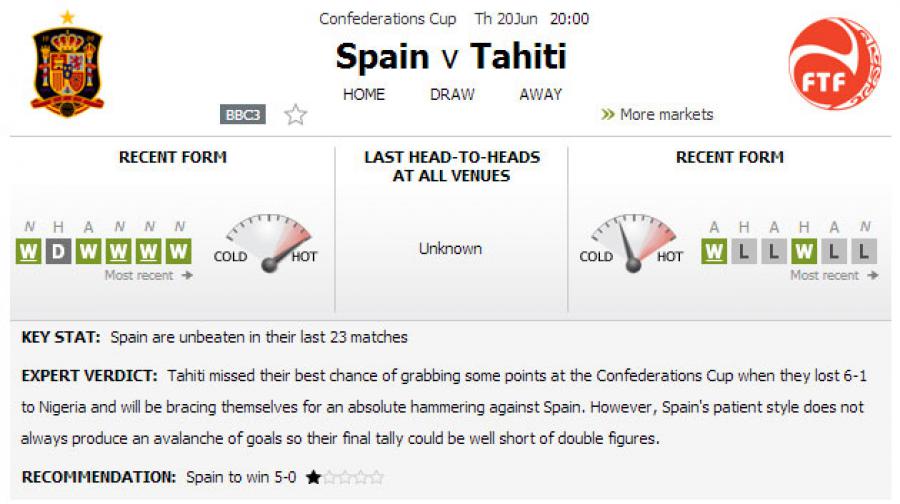 Confederations Cup Th 20Jun 20:00
Spain v Tahiti
HOME DRAW AWAY
BBC3
» More markets
FTF
RECENT FORM
N H A N N N
W D W W W W
Most recent →
COLD HOT
LAST HEAD-TO-HEADS
AT ALL VENUES
Unknown
RECENT FORM
COLD HOT
A H A H A N
W L L W L L
Most recent →
KEY STAT: Spain are unbeaten in their last 23 matches
EXPERT VERDICT: Tahiti missed their best chance of grabbing some points at the Confederations Cup when they lost 6-1
to Nigeria and will be bracing themselves for an absolute hammering against Spain. However, Spain's patient style does not
always produce an avalanche of goals so their final tally could be well short of double figures.
RECOMMENDATION: Spain to win 5-0 ★☆☆☆☆